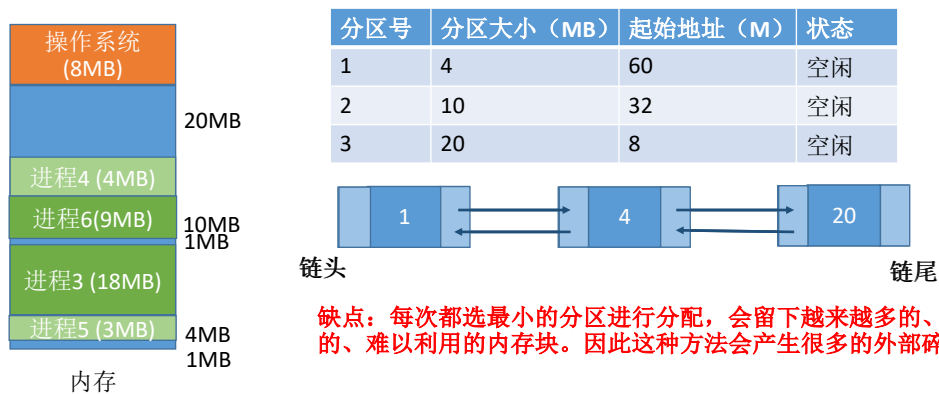 操作系统
(8MB)
20MB
进程4 (4MB)
进程6(9MB)
10MB
1MB
进程3 (18MB)
进程5 (3MB)
4MB
1MB
内存
分区号 分区大小（MB） 起始地址（M） 状态
1 4 60 空闲
2 10 32 空闲
3 20 8 空闲
1 4 20
链头
链尾
缺点：每次都选最小的分区进行分配，会留下越来越多的、
的、难以利用的内存块。因此这种方法会产生很多的外部碎